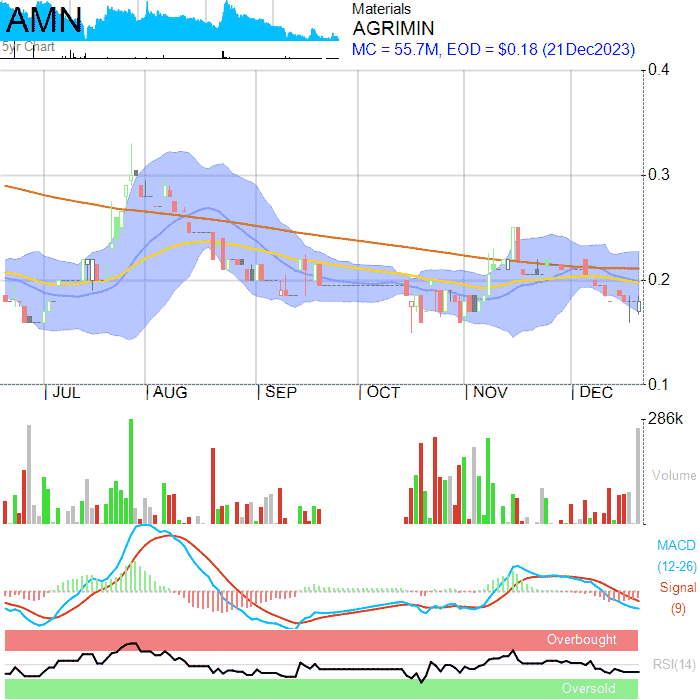 AMN
5yr Chart
Materials
AGRIMIN
MC = 55.7M, EOD = $0.18 (21Dec2023)
0.4
0.3
0.2
0.1
JUL
AUG
SEP
OCT
NOV
DEC
286k
Volume
MACD
(12-26)
Signal
(9)
Overbought
RSI(14)
Oversold